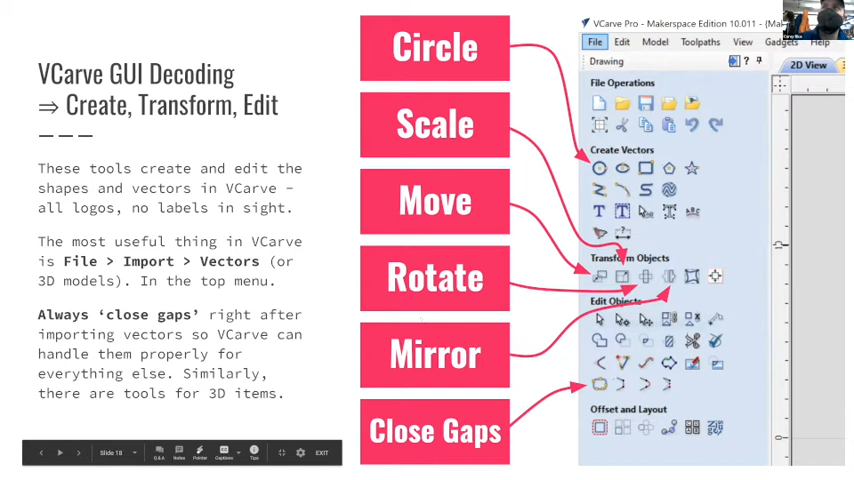 VCarve GUI Decoding
⇒ Create, Transform, Edit
These tools create and edit the
shapes and vectors in VCarve –
all logos, no labels in sight.
The most useful thing in VCarve
is File > Import > Vectors (or
3D models). In the top menu.
Always ‘close gaps’ right after
importing vectors so VCarve can
handle them properly for
everything else. Similarly,
there are tools for 3D items.
Slide 18
Q & A
Notes
Pointer
Captions
Tips
EXIT
Circle
Scale
Move
Rotate
Mirror
Close Gaps
VCarve Pro - Makerspace Edition 10.011 - {Ma
File Edit Model Toolpaths View Gadgets Help
Drawing
2D View
File Operations
Create Vectors
Transform Objects
Edit Objects
Offset and Layout